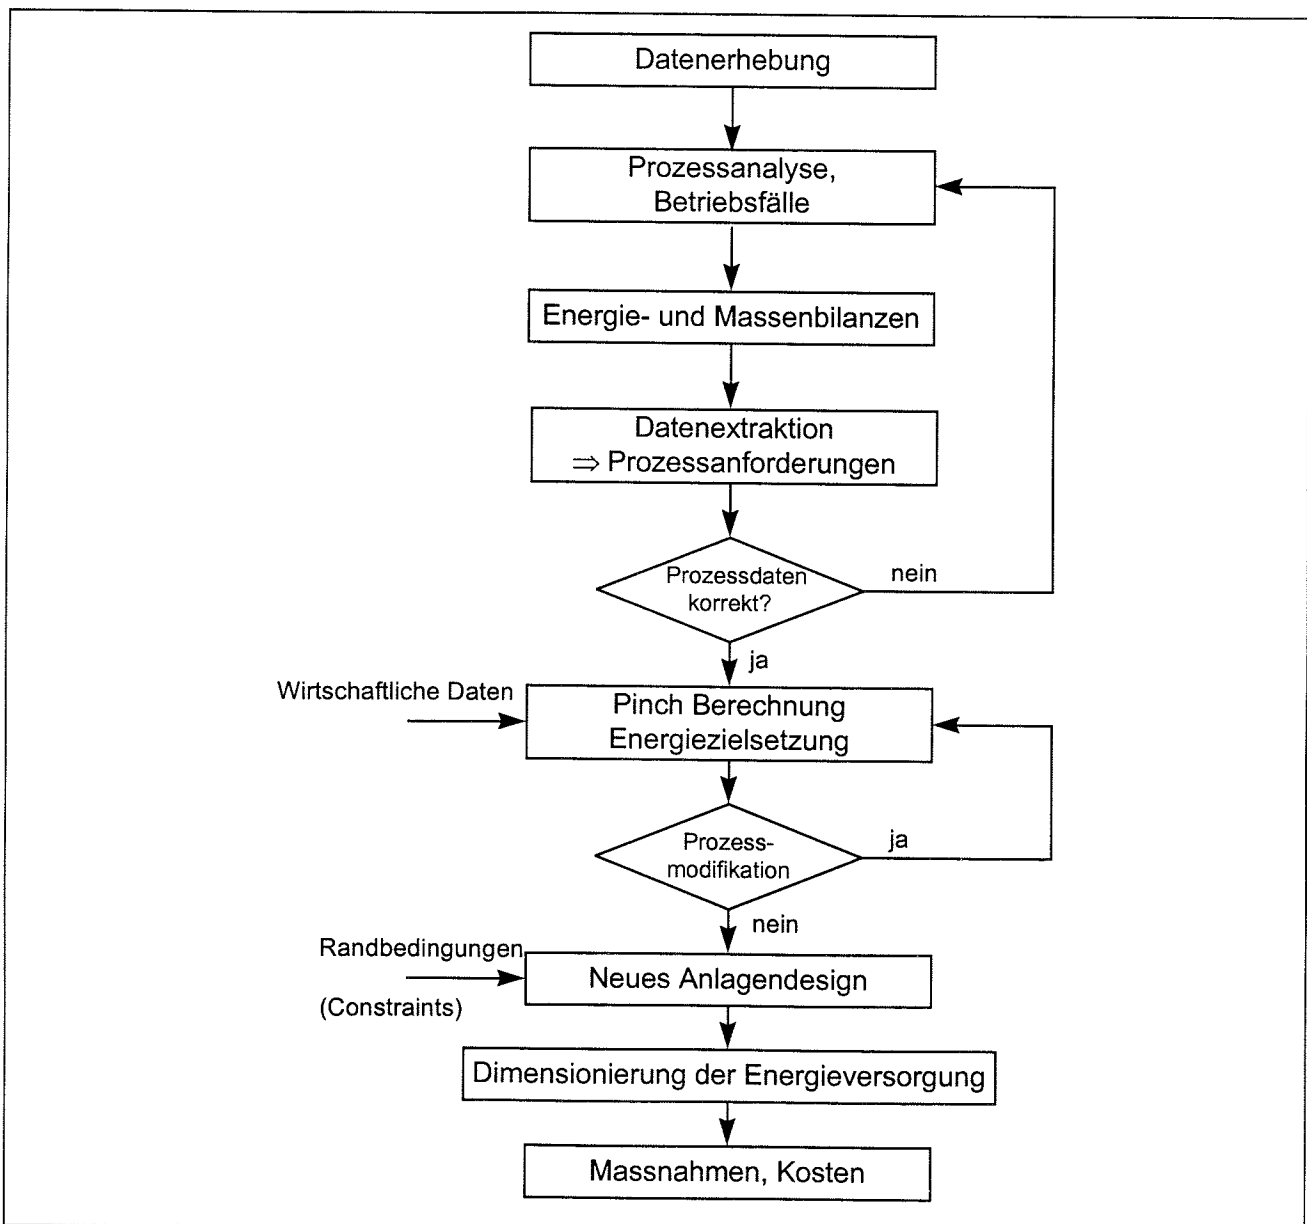 Datenerhebung
Prozessanalyse,
Betriebsfälle
Energie- und Massenbilanzen
Datenextraktion
⇒ Prozessanforderungen
Prozessdaten
korrekt?
nein
ja
Wirtschaftliche Daten
Pinch Berechnung
Energiezielsetzung
Prozess-
modifikation
ja
nein
Randbedingungen
(Constraints)
Neues Anlagendesign
Dimensionierung der Energieversorgung
Massnahmen, Kosten